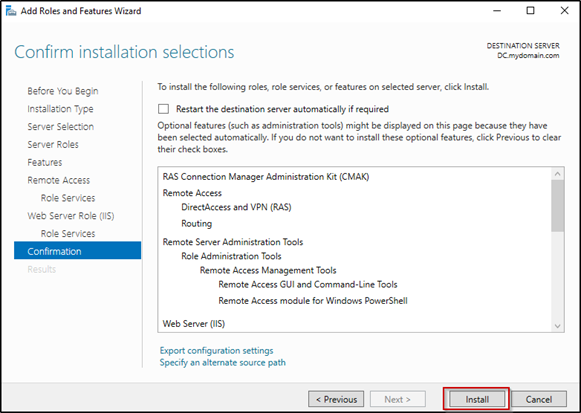 Add Roles and Features Wizard
Confirm installation selections
DESTINATION SERVER
DC.mydomain.com
Before You Begin
Installation Type
Server Selection
Server Roles
Features
Remote Access
Role Services
Web Server Role (IIS)
Role Services
Confirmation
Results
To install the following roles, role services, or features on selected server, click Install.
Restart the destination server automatically if required
Optional features (such as administration tools) might be displayed on this page because they have
been selected automatically. If you do not want to install these optional features, click Previous to clear
their check boxes.
RAS Connection Manager Administration Kit (CMAK)
Remote Access
DirectAccess and VPN (RAS)
Routing
Remote Server Administration Tools
Role Administration Tools
Remote Access Management Tools
Remote Access GUI and Command-Line Tools
Remote Access module for Windows PowerShell
Web Server (IIS)
Export configuration settings
Specify an alternate source path
< Previous
Next >
Install
Cancel